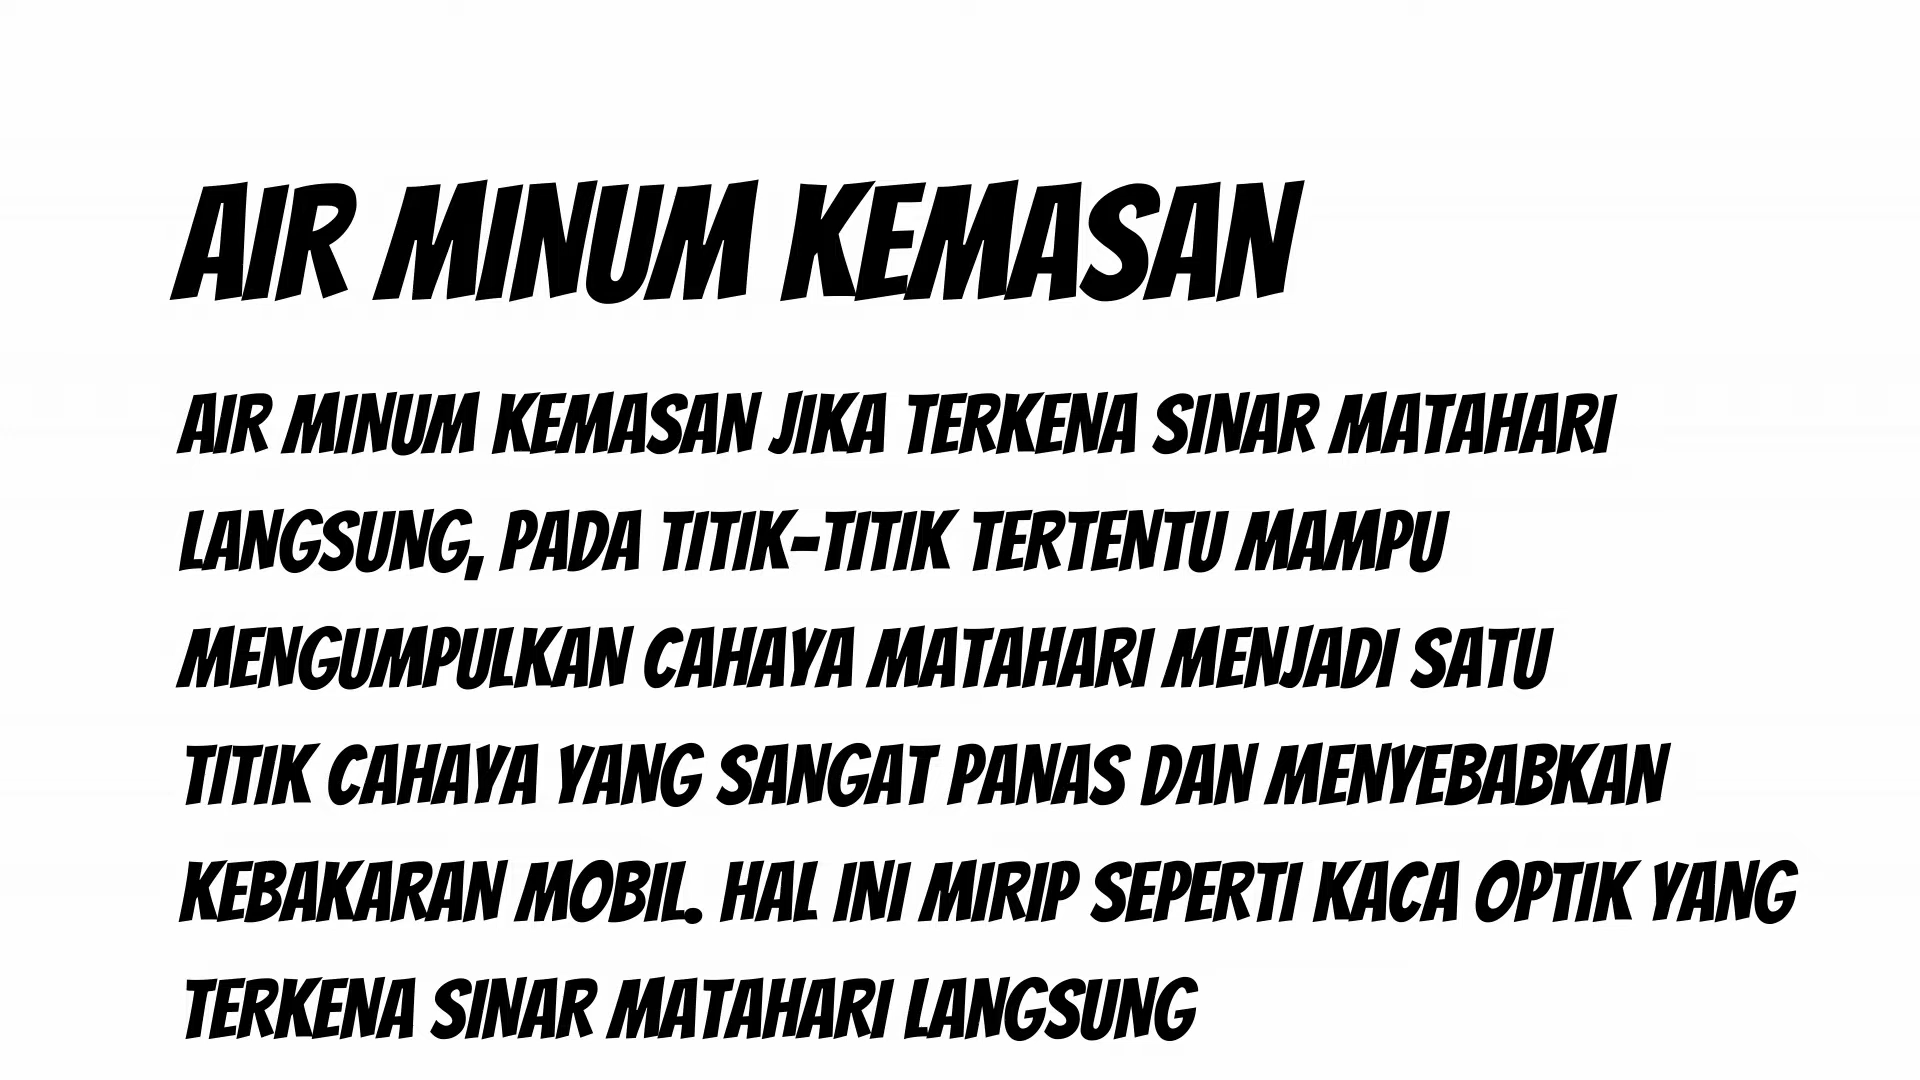 AIR MINUM KEMASAN
AIR MINUM KEMASAN JIKA TERKENA SINAR MATAHARI
LANGSUNG, PADA TITIK-TITIK TERTENTU MAMPU
MENGUMPULKAN CAHAYA MATAHARI MENJADI SATU
TITIK CAHAYA YANG SANGAT PANAS DAN MENYEBABKAN
KEBAKARAN MOBIL. HAL INI MIRIP SEPERTI KACA OPTIK YANG
TERKENA SINAR MATAHARI LANGSUNG